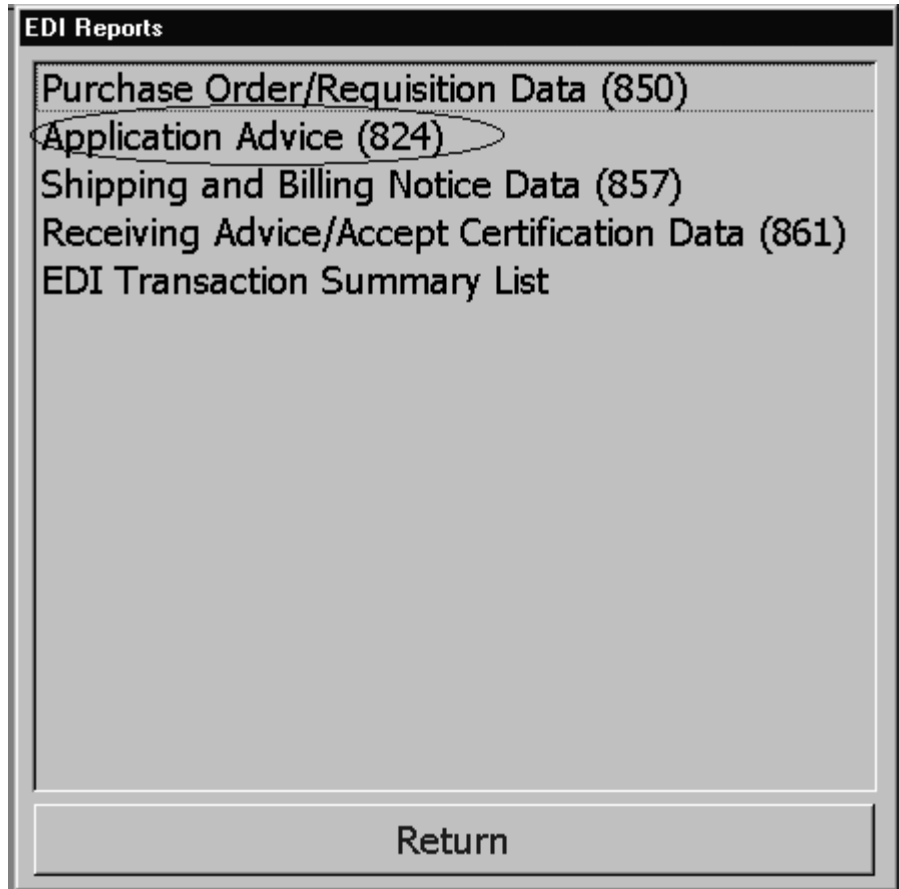 EDI Reports
Purchase Order/Requisition Data (850)
Application Advice (824)
Shipping and Billing Notice Data (857)
Receiving Advice/Accept Certification Data (861)
EDI Transaction Summary List
Return